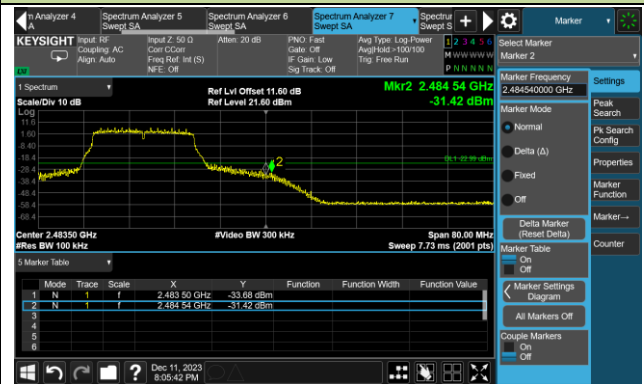 n Analyzer 4
Swept SA
Spectrum Analyzer 5
Swept SA
Spectrum Analyzer 6
Swept SA
Spectrum Analyzer 7
Swept SA
Spectrur
Swept S
Marker
KEYSIGHT
Input: RF
Coupling: AC
Align: Auto
Input Z: 50 Ω
Corr CCorr
Freq Ref: Int (S)
NFE: Off
Atten: 20 dB
PNO: Fast
Gate: Off
IF Gain: Low
Sig Track: Off
Avg Type: Log-Power
Avg|Hold >100/100
Trig: Free Run
1 2 3 4 5 6
M W W W W W
P N N N N N
Select Marker
Marker 2
1 Spectrum
Scale/Div 10 dB
Log
Ref Lvl Offset 11.60 dB
Ref Level 21.60 dBm
Mkr2 2.484 54 GHz
-31.42 dBm
11.6
1.60
-8.40
-18.4
-28.4
-38.4
-48.4
-58.4
-68.4
2
DL1 -22.99 dBm
Center 2.48350 GHz
#Res BW 100 kHz
#Video BW 300 kHz
Span 80.00 MHz
Sweep 7.73 ms (2001 pts)
5 Marker Table
Mode Trace Scale X Y Function Function Width Function Value
1 N 1 f 2.483 50 GHz -33.68 dBm
2 N 1 f 2.484 54 GHz -31.42 dBm
3
4
5
6
Marker Frequency
2.484540000 GHz
Marker Mode
Normal
Delta (Δ)
Fixed
Off
Delta Marker
(Reset Delta)
Marker Table
On
Off
Marker Settings
Diagram
All Markers Off
Couple Markers
On
Off
Settings
Peak
Search
Pk Search
Config
Properties
Marker
Function
Marker→
Counter
?
Dec 11, 2023
8:05:42 PM